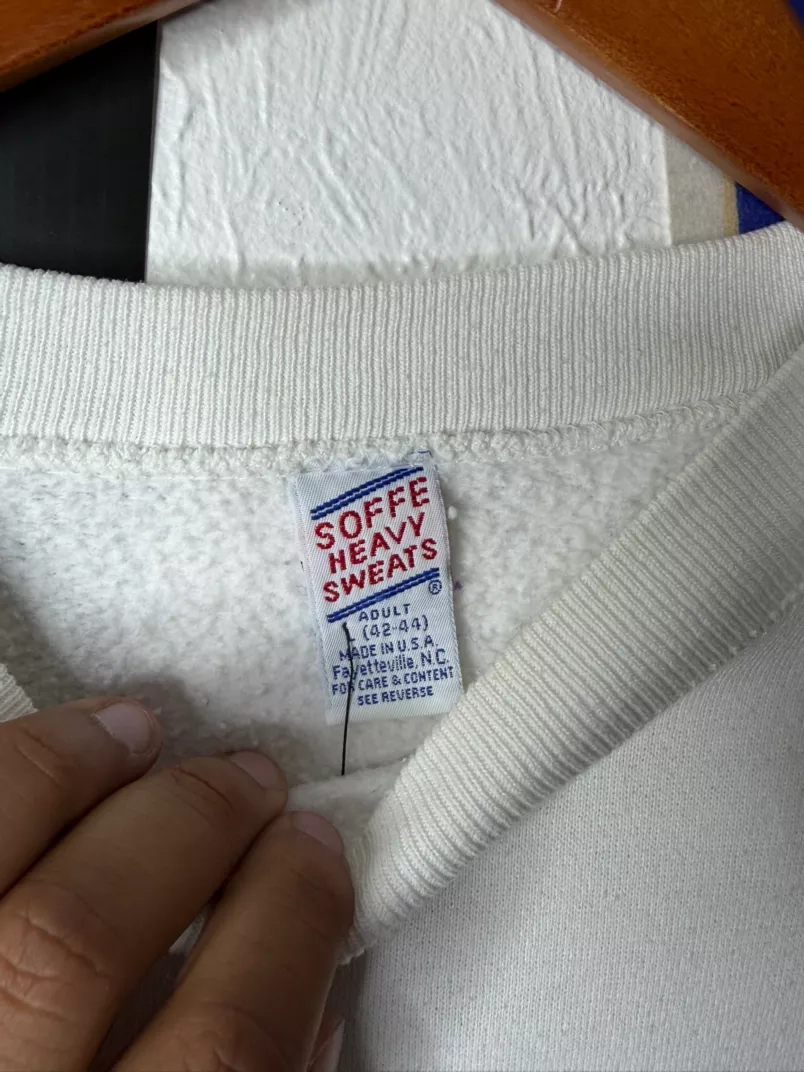 SOFFE
HEAVY
SWEATS
®
ADULT
L (42-44)
MADE IN U.S.A.
Fayetteville, N.C.
FOR CARE & CONTENT
SEE REVERSE